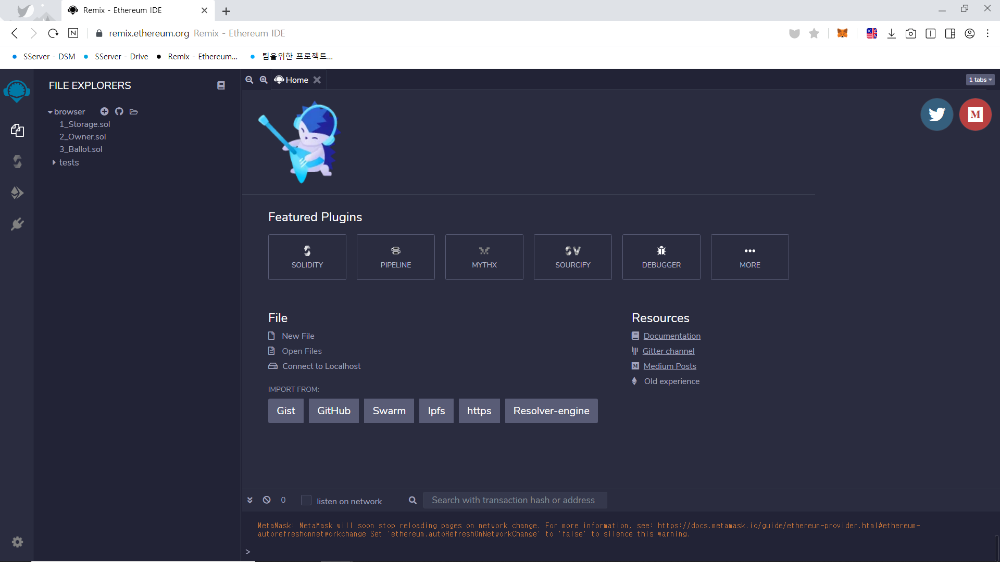 Remix - Ethereum IDE
N
remix.ethereum.org Remix - Ethereum IDE
SServer - DSM SServer - Drive Remix - Ethereum... 팀을위한 프로젝트...
FILE EXPLORERS
browser
1_Storage.sol
2_Owner.sol
3_Ballot.sol
tests
Home
1 tabs
M
Featured Plugins
SOLIDITY PIPELINE MYTHX SOURCIFY DEBUGGER MORE
File
New File
Open Files
Connect to Localhost
IMPORT FROM:
Gist GitHub Swarm Ipfs https Resolver-engine
Resources
Documentation
Gitter channel
M Medium Posts
Old experience
0 listen on network Search with transaction hash or address
MetaMask: MetaMask will soon stop reloading pages on network change. For more information, see: https://docs.metamask.io/guide/ethereum-provider.html#ethereum-
autorefreshonnetworkchange Set 'ethereum.autoRefreshOnNetworkChange' to 'false' to silence this warning.
>